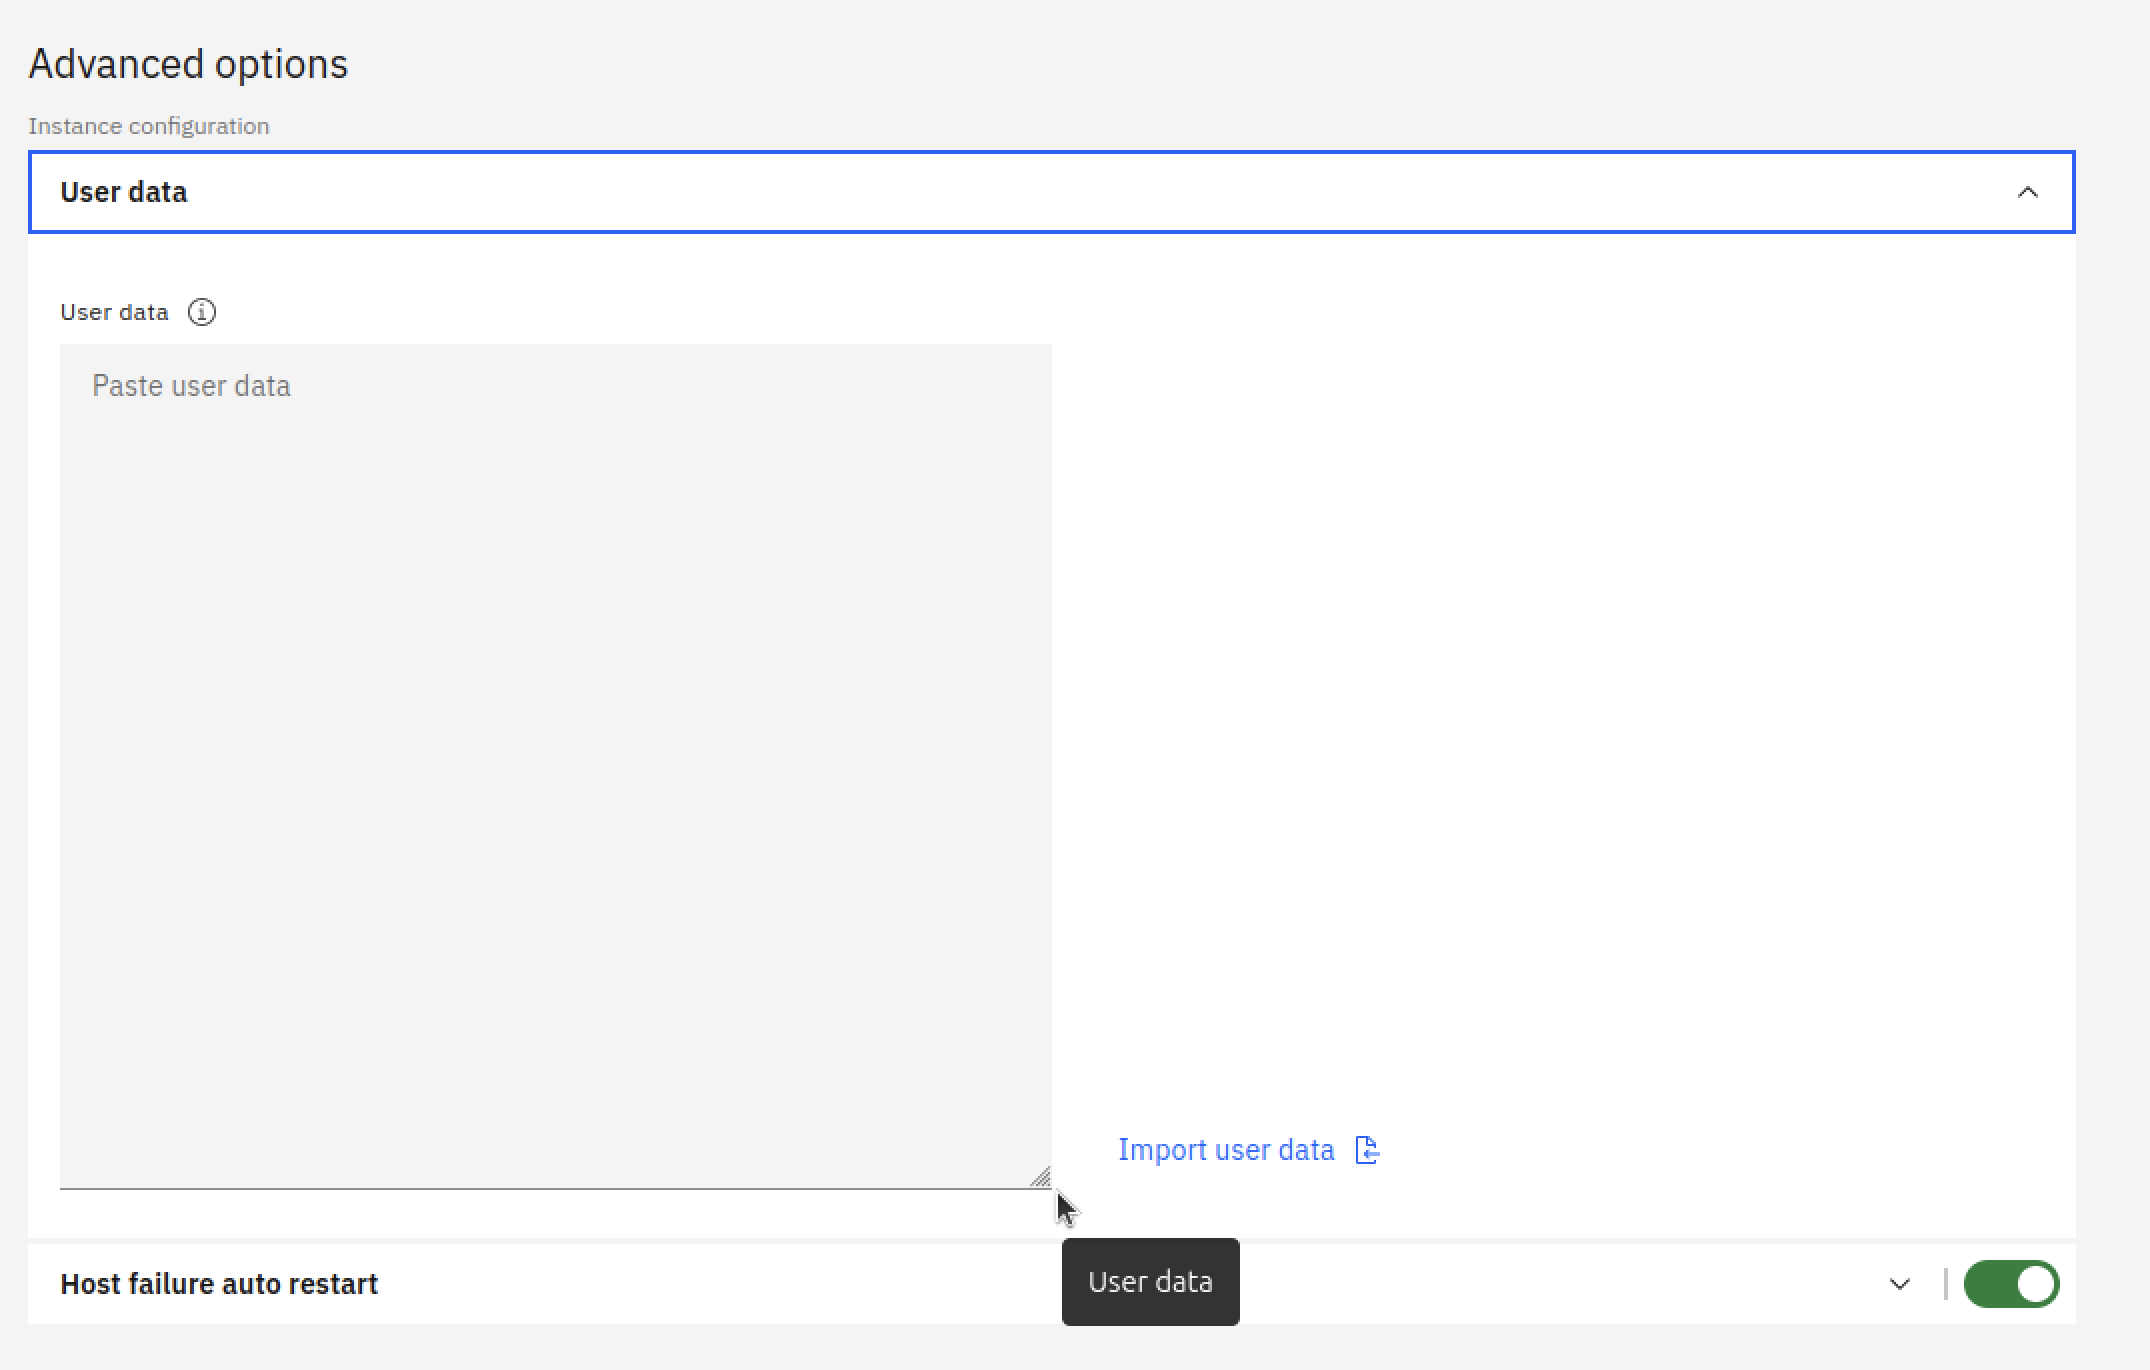 Advanced options
Instance configuration
User data
User data
Paste user data
Import user data
Host failure auto restart
User data